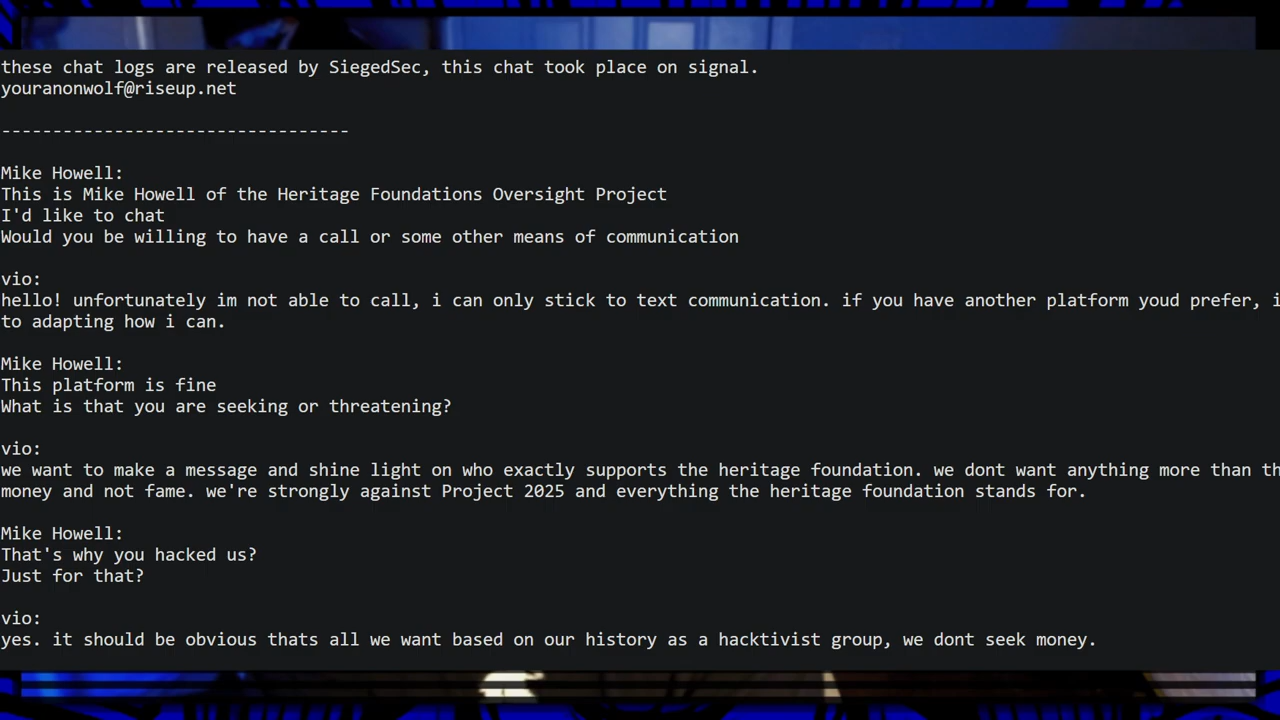 these chat logs are released by SiegedSec, this chat took place on signal.
youranonwolf@riseup.net
----------------------------------
Mike Howell:
This is Mike Howell of the Heritage Foundations Oversight Project
I'd like to chat
Would you be willing to have a call or some other means of communication
vio:
hello! unfortunately im not able to call, i can only stick to text communication. if you have another platform youd prefer, i
to adapting how i can.
Mike Howell:
This platform is fine
What is that you are seeking or threatening?
vio:
we want to make a message and shine light on who exactly supports the heritage foundation. we dont want anything more than th
money and not fame. we're strongly against Project 2025 and everything the heritage foundation stands for.
Mike Howell:
That's why you hacked us?
Just for that?
vio:
yes. it should be obvious thats all we want based on our history as a hacktivist group, we dont seek money.